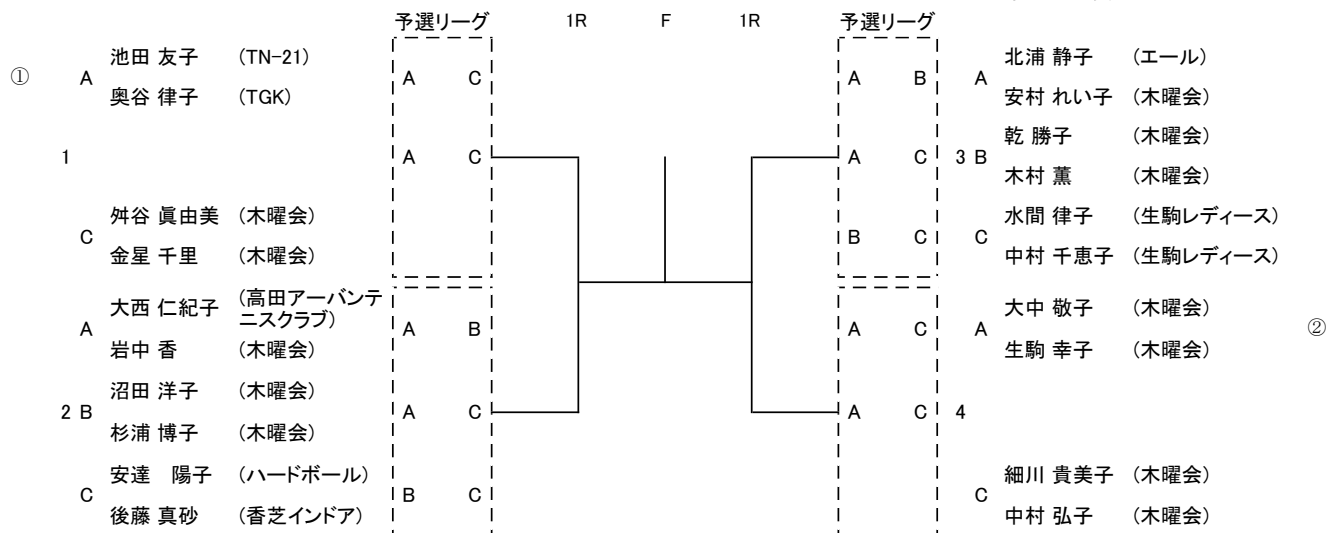 予選リーグ 1R F 1R 予選リーグ
① A 池田 友子 (TN-21)
奥谷 律子 (TGK)
A C
1
A C
C 舛谷 眞由美 (木曜会)
金星 千里 (木曜会)
A 大西 仁紀子 (高田アーバンテ
ニスクラブ)
岩中 香 (木曜会)
A B
2 B 沼田 洋子 (木曜会)
杉浦 博子 (木曜会)
A C
C 安達　陽子 (ハードボール)
後藤 真砂 (香芝インドア)
B C
A B
A 北浦 静子 (エール)
安村 れい子 (木曜会)
A C
3 B 乾 勝子 (木曜会)
木村 薫 (木曜会)
B C
C 水間 律子 (生駒レディース)
中村 千恵子 (生駒レディース)
A C
A 大中 敬子 (木曜会)
生駒 幸子 (木曜会)
②
A C
4
C 細川 貴美子 (木曜会)
中村 弘子 (木曜会)